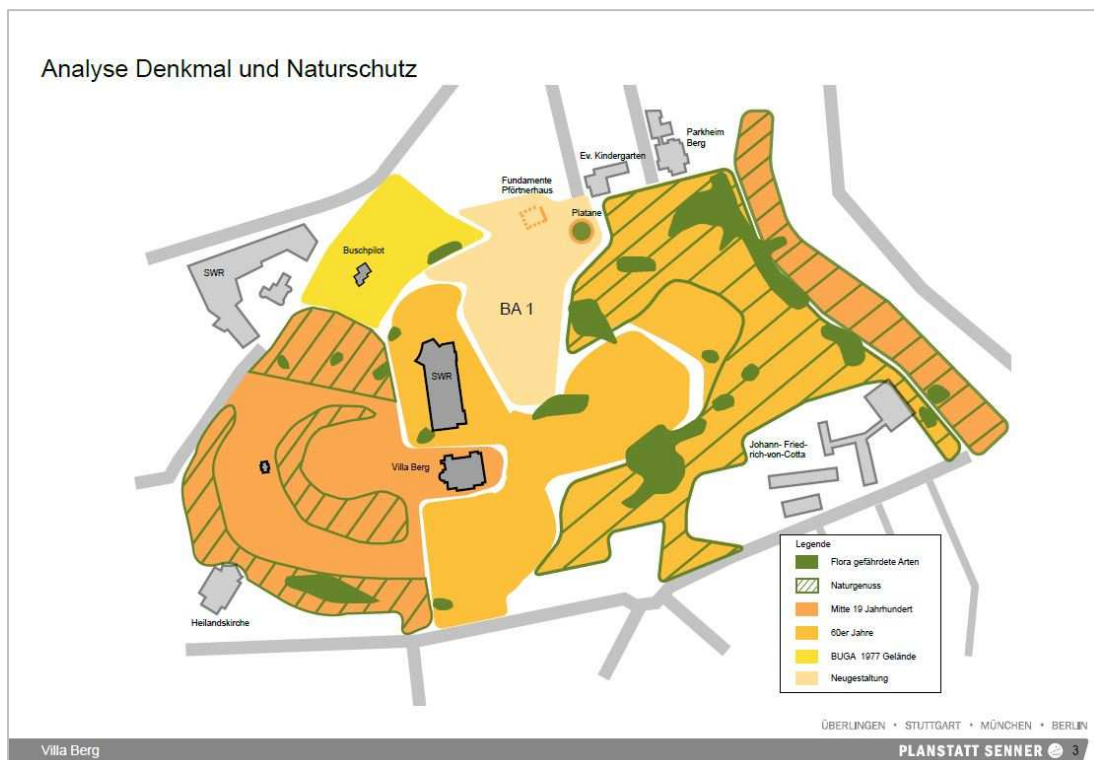 Analyse Denkmal und Naturschutz
Parkheim
Berg
Ev. Kindergarten
Fundamente
Pförtnerhaus
Platane
Buschpilot
SWR
BA 1
SWR
Villa Berg
Johann- Fried-
rich-von-Cotta
Heilandskirche
Legende
Flora gefährdete Arten
Naturgenuss
Mitte 19 Jahrhundert
60er Jahre
BUGA 1977 Gelände
Neugestaltung
ÜBERLINGEN • STUTTGART • MÜNCHEN • BERLIN
Villa Berg
PLANSTATT SENNER 3